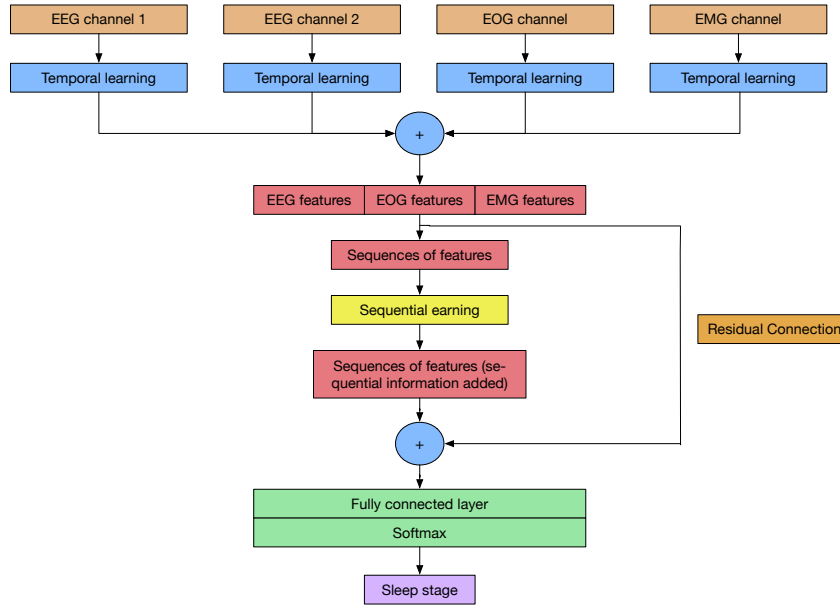 EEG channel 1
EEG channel 2
EOG channel
EMG channel
Temporal learning
Temporal learning
Temporal learning
Temporal learning
+
EEG features
EOG features
EMG features
Sequences of features
Sequential earning
Residual Connection
Sequences of features (se-
quential information added)
+
Fully connected layer
Softmax
Sleep stage